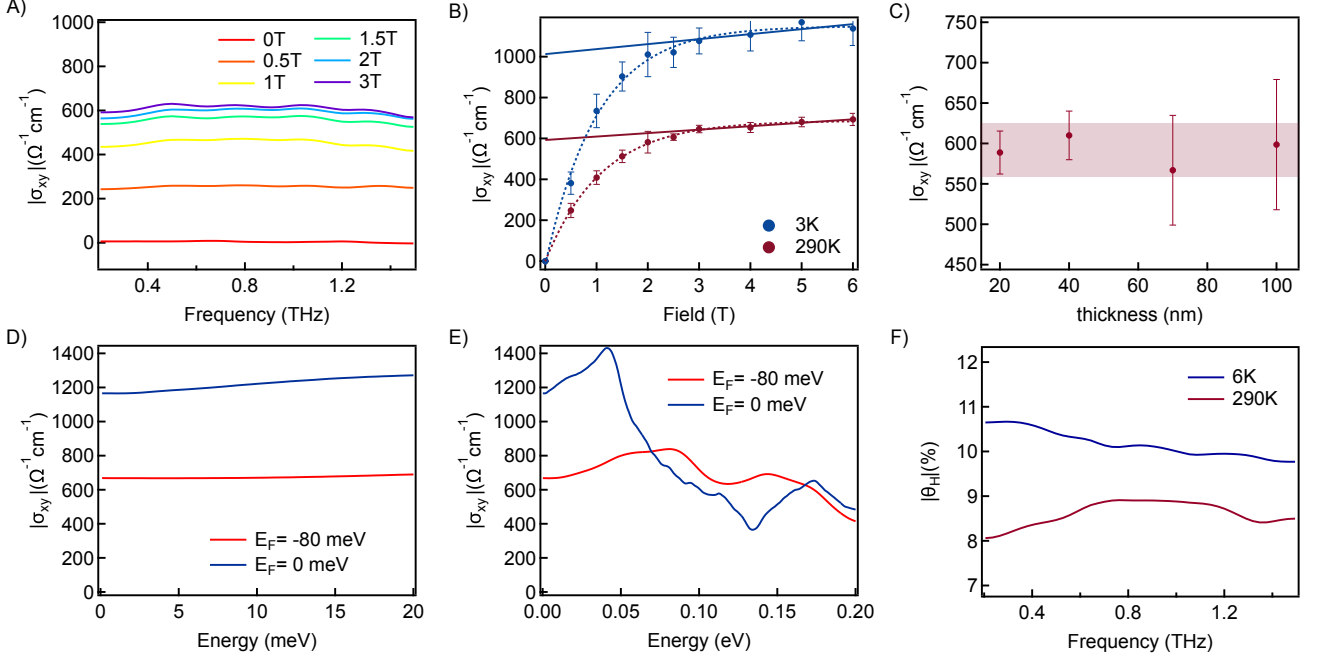 A)
1000
800
600
400
200
0
|σxy|(Ω⁻¹cm⁻¹)
0T
0.5T
1T
1.5T
2T
3T
0.4
0.8
1.2
Frequency (THz)
B)
1000
800
600
400
200
0
|σxy|(Ω⁻¹cm⁻¹)
3K
290K
0
1
2
3
4
5
6
Field (T)
C)
750
700
650
600
550
500
450
|σxy|(Ω⁻¹cm⁻¹)
20
40
60
80
100
thickness (nm)
D)
1400
1200
1000
800
600
400
200
0
|σxy|(Ω⁻¹cm⁻¹)
EF= -80 meV
EF= 0 meV
0
5
10
15
20
Energy (meV)
E)
1400
1200
1000
800
600
400
200
0
|σxy|(Ω⁻¹cm⁻¹)
EF= -80 meV
EF= 0 meV
0.00
0.05
0.10
0.15
0.20
Energy (eV)
F)
12
11
10
9
8
7
|θH|(%)
6K
290K
0.4
0.8
1.2
Frequency (THz)